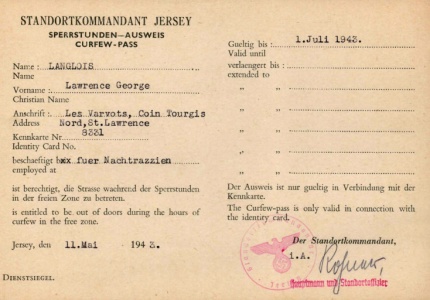 STANDORTKOMMANDANT JERSEY
SPERRSTUNDEN—AUSWEIS
CURFEW-PASS
Name : LANGLOIS
Name
Vorname : Lawrence George
Christian Name
Anschrift : Les Varvots, Coin Tourgis
Address Nord,St.Lawrence
Kennkarte Nr. 8331
Identity Card No.
beschaeftigt bei fuer Nachtrazzien
employed at
ist berechtigt, die Strasse waehrend der Sperrstunden
in der freien Zone zu betreten.
is entitled to be out of doors during the hours of
curfew in the free zone.
Jersey, den 11.Mai 1943.
DIENSTSIEGEL.
Gueltig bis : 1.Juli 1943.
Valid until
verlaengert bis :
extended to
" " :
" " :
" " :
" " :
" " :
" " :
Der Ausweis ist nur gueltig in Verbindung mit der
Kennkarte.
The Curfew-pass is only valid in connection with
the identity card.
Der Standortkommandant,
i.A.
Hauptmann und Standortoffizier